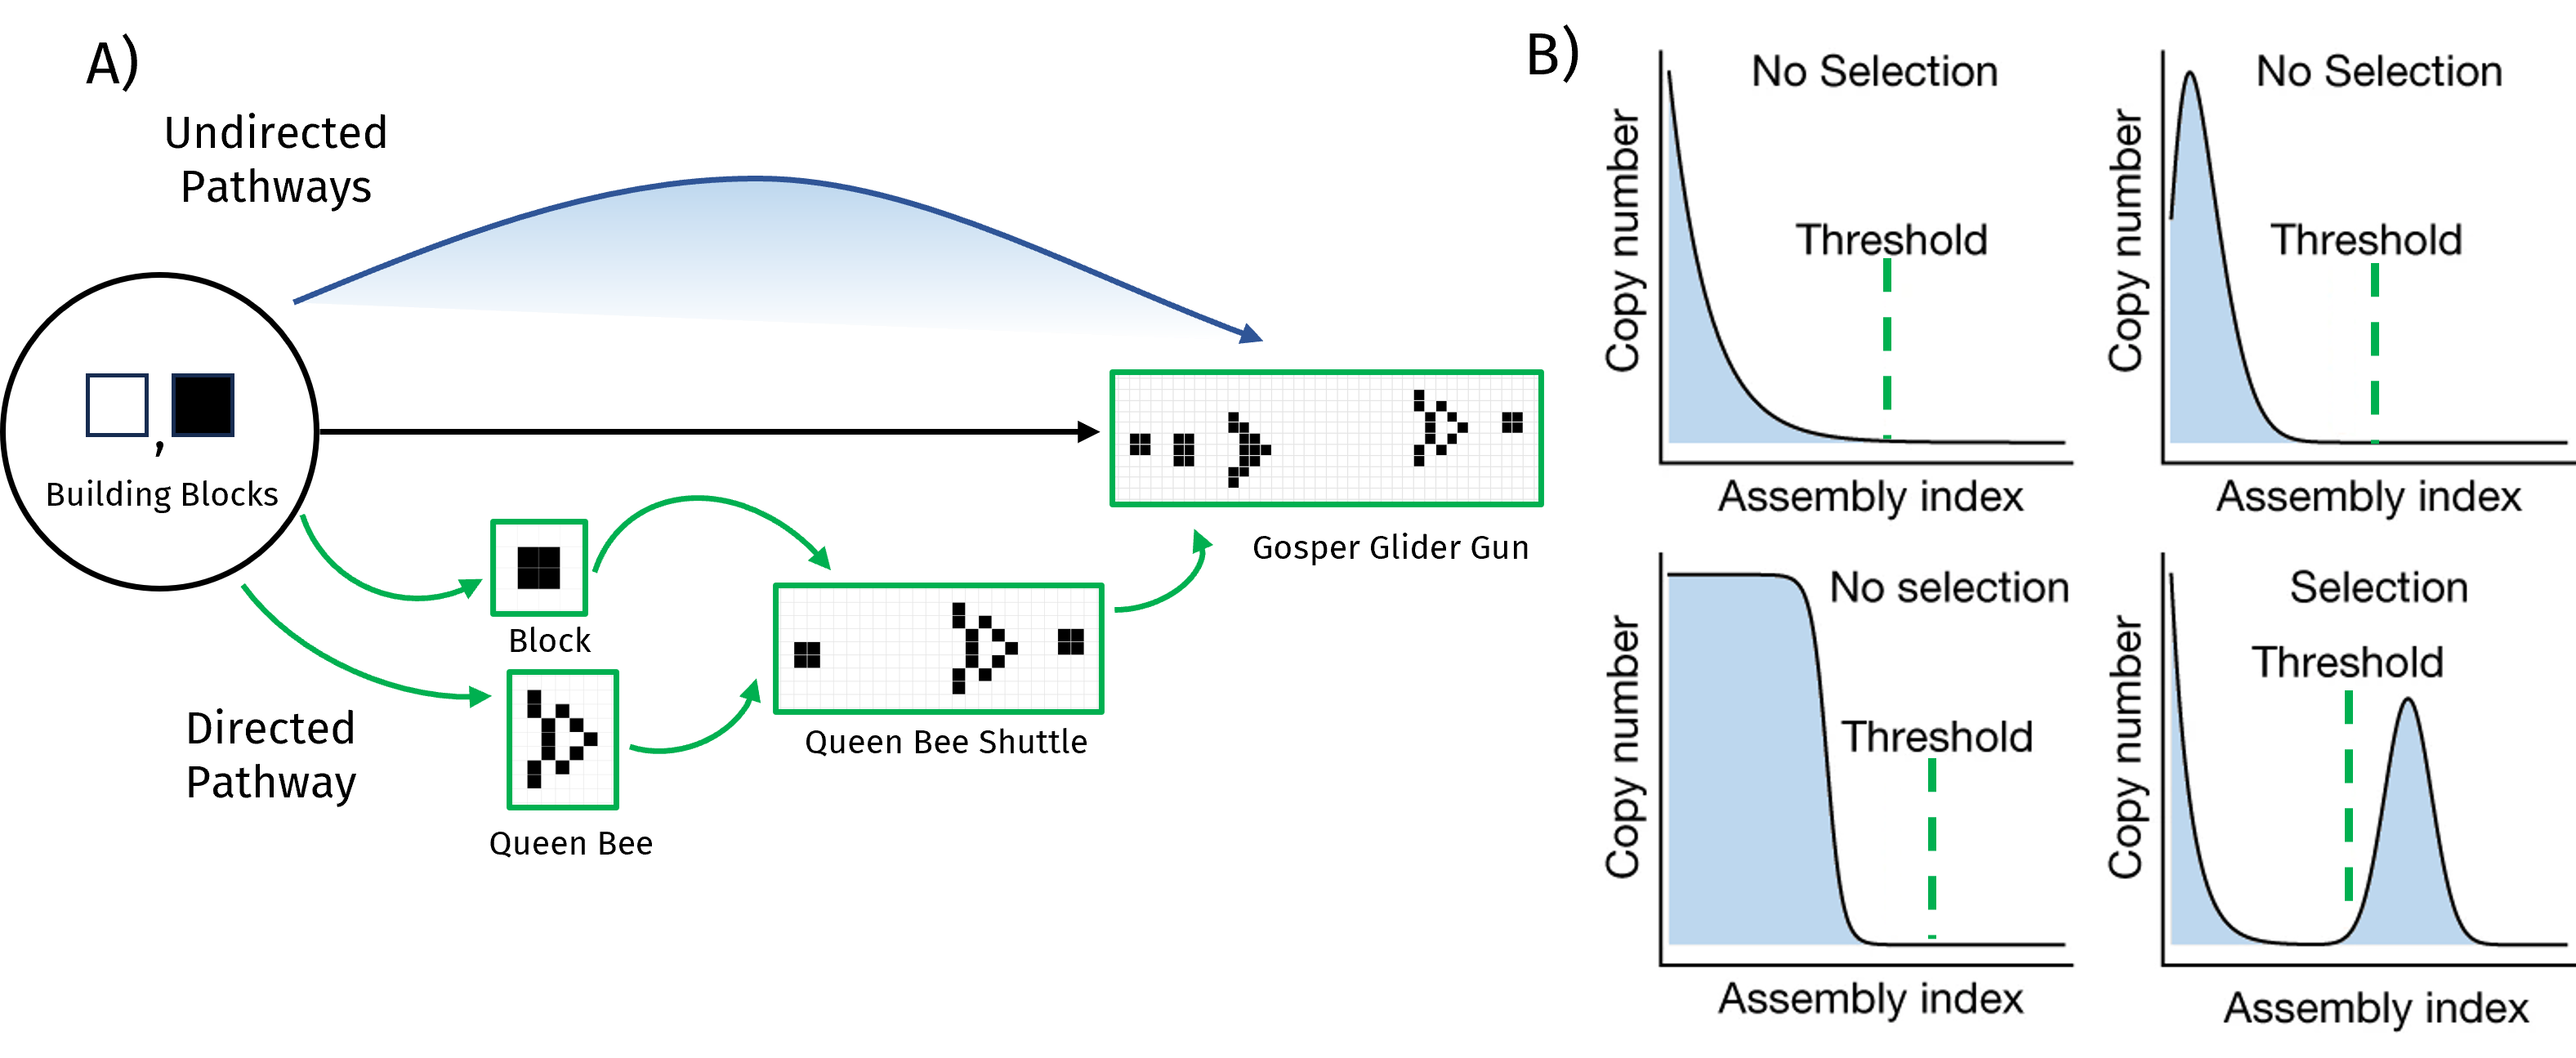 A)
Undirected
Pathways
,
Building Blocks
Block
Queen Bee
Directed
Pathway
Queen Bee Shuttle
Gosper Glider Gun
B)
No Selection
Threshold
Copy number
Assembly index
No Selection
Threshold
Copy number
Assembly index
No selection
Threshold
Copy number
Assembly index
Selection
Threshold
Copy number
Assembly index